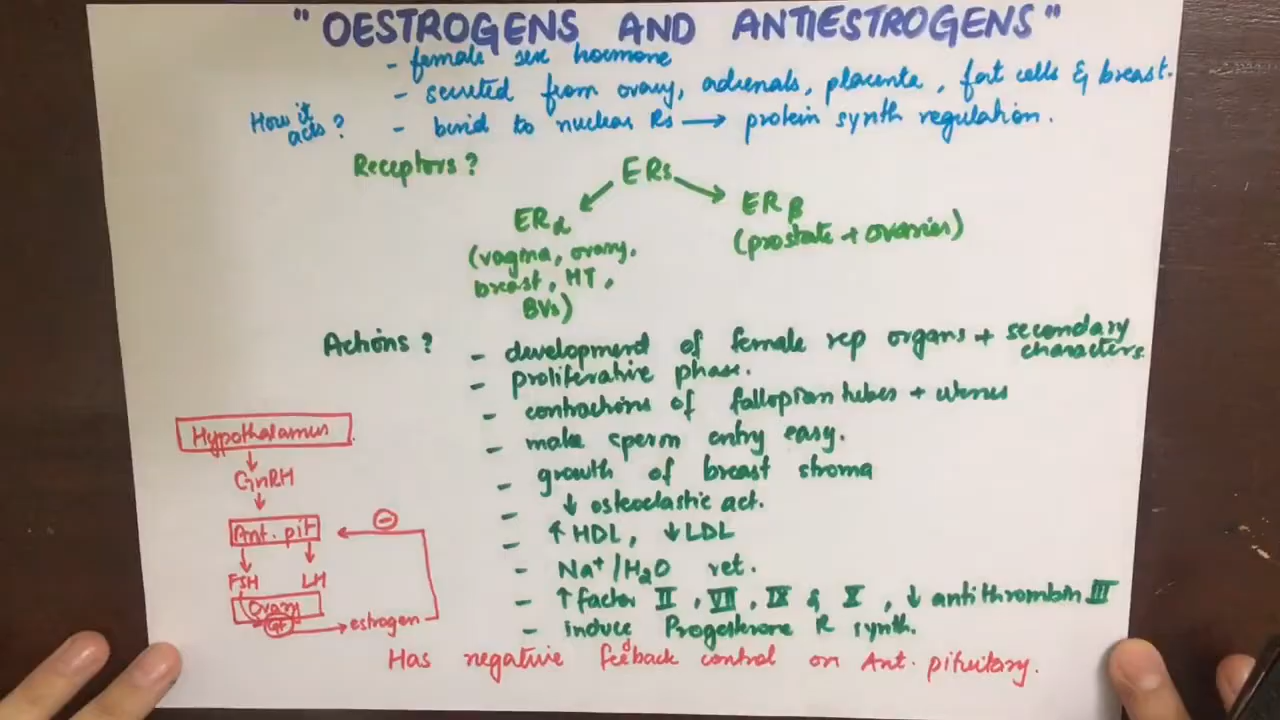 "OESTROGENS AND ANTIESTROGENS"
- female sex hormone
- secreted from ovary, adrenals, placenta, fat cells & breast.
How it acts?
- bind to nuclear Rs → protein synth regulation.
Receptors?
ERs
ERα
(vagina, ovary,
breast, HT,
BVs)
ERβ
(prostate + ovaries)
Actions?
- development of female rep organs + secondary characters.
- proliferative phase.
- contractions of fallopian tubes + uterus
- make sperm entry easy.
- growth of breast stroma
- ↓ osteoclastic act.
- ↑ HDL, ↓ LDL
- Na⁺/H₂O ret.
- ↑ factor II, VII, IX & X, ↓ antithrombin III
- induce Progesterone R synth.
Hypothalamus
GnRH
Ant. pit
⊖
FSH LH
Ovary
GF → estrogen
Has negative feedback control on Ant. pituitary.